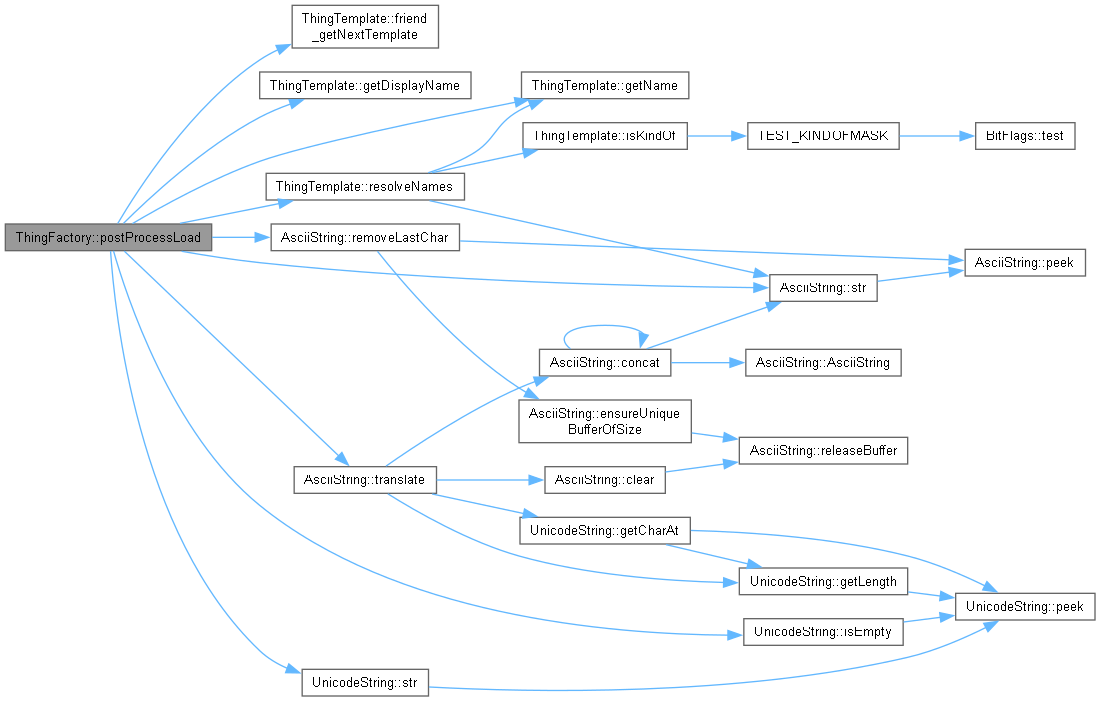 ThingTemplate::friend
_getNextTemplate
ThingTemplate::getDisplayName
ThingTemplate::getName
ThingTemplate::isKindOf
TEST_KINDOFMASK
BitFlags::test
ThingTemplate::resolveNames
ThingFactory::postProcessLoad
AsciiString::removeLastChar
AsciiString::peek
AsciiString::str
AsciiString::concat
AsciiString::AsciiString
AsciiString::ensureUnique
BufferOfSize
AsciiString::releaseBuffer
AsciiString::translate
AsciiString::clear
UnicodeString::getCharAt
UnicodeString::getLength
UnicodeString::peek
UnicodeString::isEmpty
UnicodeString::str